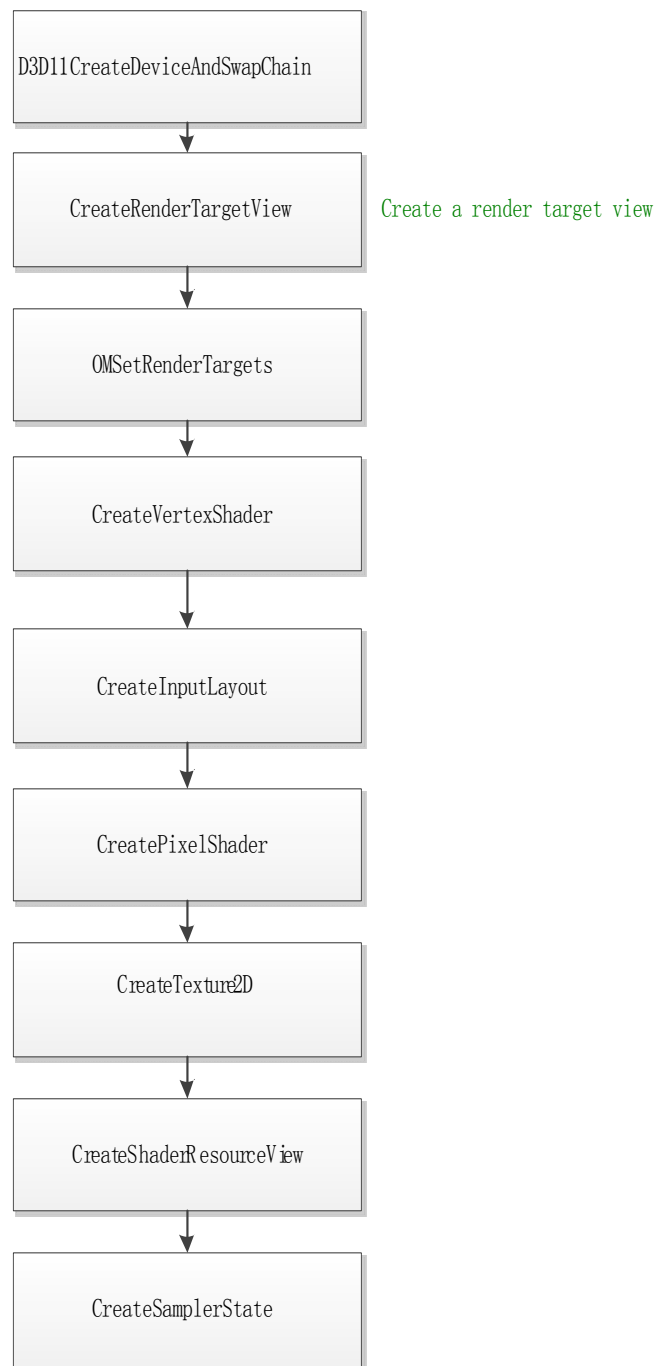 D3D11CreateDeviceAndSwapChain
CreateRenderTargetView
Create a render target view
OMSetRenderTargets
CreateVertexShader
CreateInputLayout
CreatePixelShader
CreateTexture2D
CreateShaderResourceView
CreateSamplerState